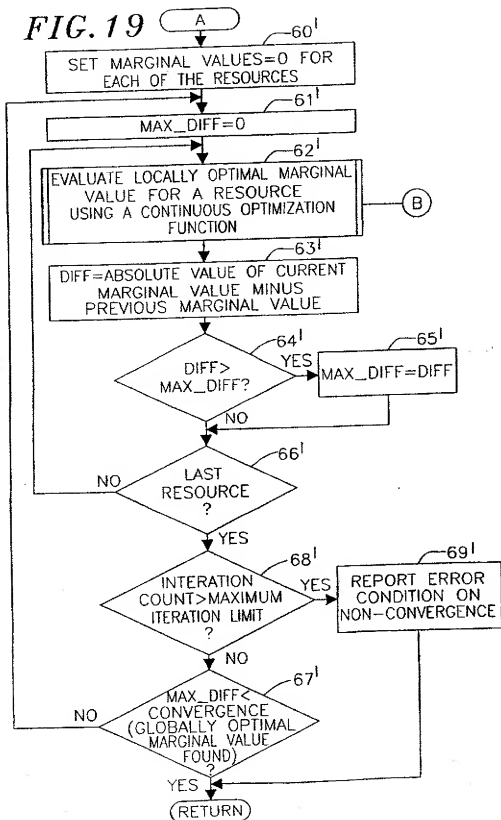 FIG. 19
A
60'
SET MARGINAL VALUES=0 FOR
EACH OF THE RESOURCES
61'
MAX_DIFF=0
62'
EVALUATE LOCALLY OPTIMAL MARGINAL
VALUE FOR A RESOURCE
USING A CONTINUOUS OPTIMIZATION
FUNCTION
B
63'
DIFF=ABSOLUTE VALUE OF CURRENT
MARGINAL VALUE MINUS
PREVIOUS MARGINAL VALUE
64'
DIFF>
MAX_DIFF?
YES
65'
MAX_DIFF=DIFF
NO
66'
NO
LAST
RESOURCE
?
YES
68'
INTERATION
COUNT>MAXIMUM
ITERATION LIMIT
?
YES
69'
REPORT ERROR
CONDITION ON
NON-CONVERGENCE
NO
67'
NO
MAX_DIFF<
CONVERGENCE
(GLOBALLY OPTIMAL
MARGINAL VALUE
FOUND)
?
YES
RETURN